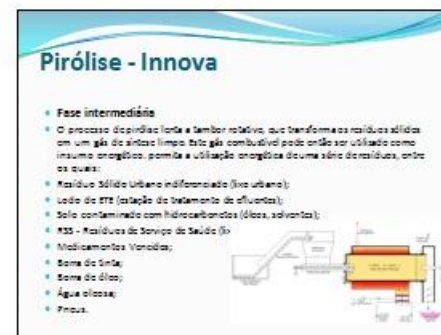 Pirólise - Innova
Fase intermediária
O processo de pirólise lenta a tambor rotativo, que transforma os resíduos sólidos
em um gás de síntese limpo. Este gás combustível pode então ser utilizado como
insumo energético. permite a utilização energética de uma série de resíduos, entre
os quais:
Resíduo Sólido Urbano indiferenciado (lixo urbano);
Lodo de ETE (estação de tratamento de efluentes);
Solo contaminado com hidrocarbonetos (óleos, solventes);
RSS - Resíduos de Serviço de Saúde (lix
Medicamentos Vencidos;
Borra de tinta;
Borra de óleo;
Água oleosa;
Pneus.